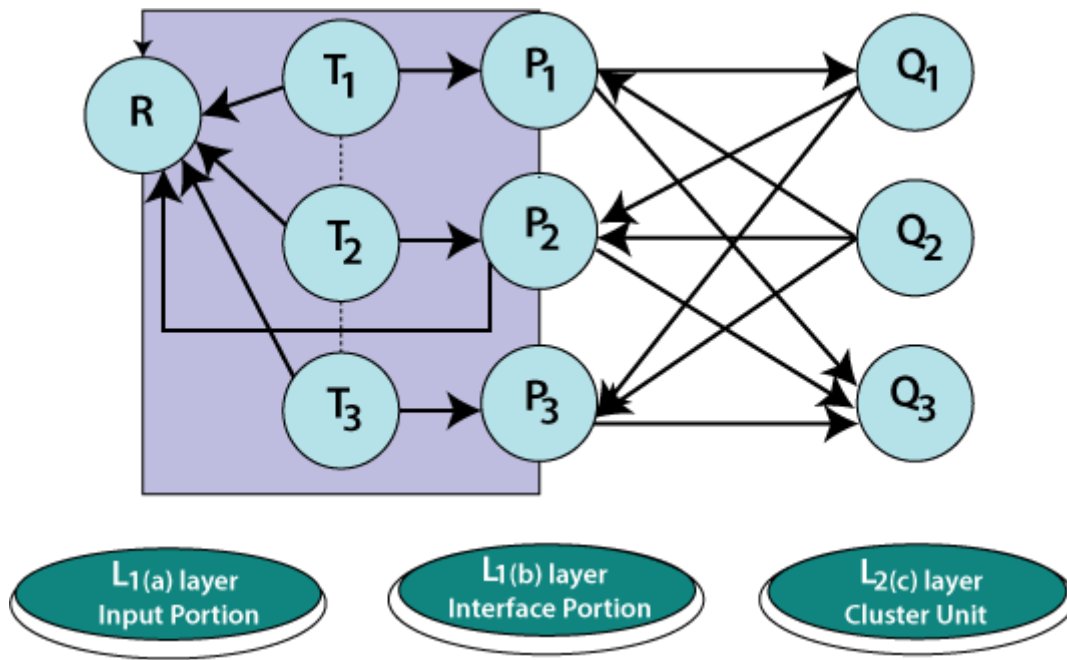 R
T1
P1
Q1
T2
P2
Q2
T3
P3
Q3
L1(a) layer
Input Portion
L1(b) layer
Interface Portion
L2(c) layer
Cluster Unit